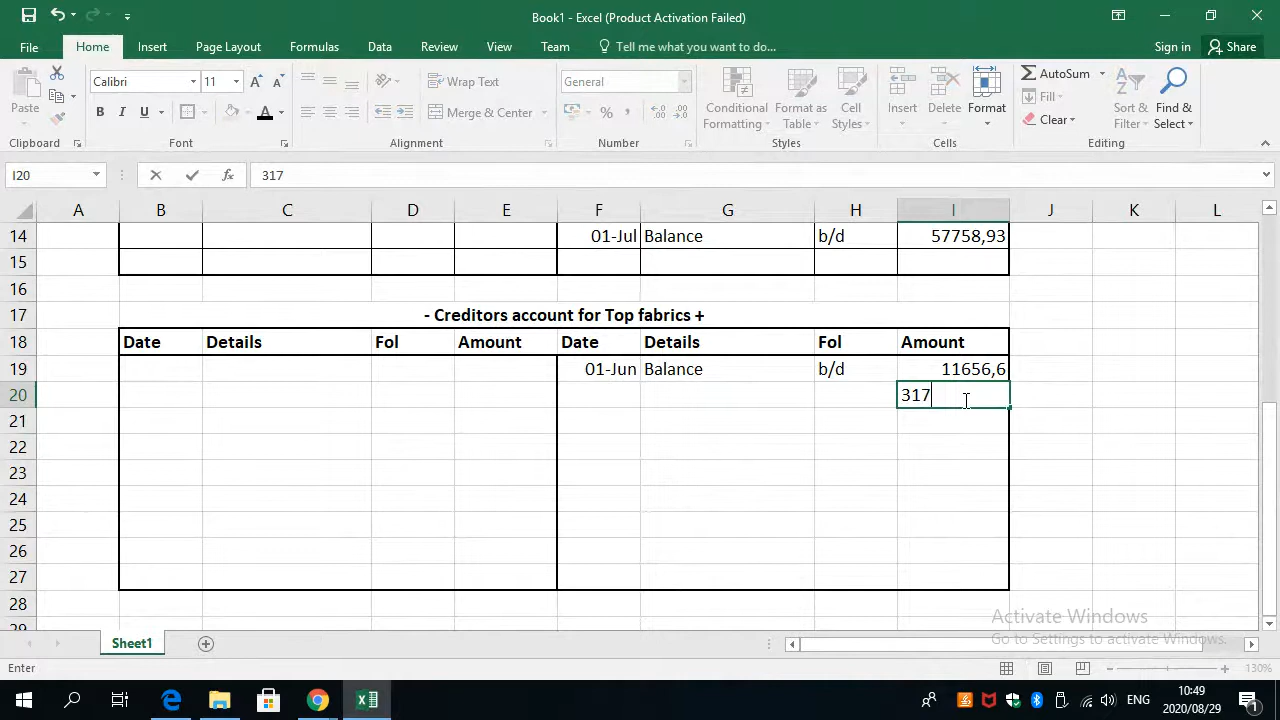 Book1 - Excel (Product Activation Failed)
File Home Insert Page Layout Formulas Data Review View Team Tell me what you want to do... Sign in Share
Paste Calibri 11 Wrap Text General Conditional Format as Cell Insert Delete Format AutoSum Sort & Find &
B I U Merge & Center % , Formatting Table Styles Fill Clear Filter Select
Clipboard Font Alignment Number Styles Cells Editing
I20 fx 317
A B C D E F G H I J K L
14 01-Jul Balance b/d 57758,93
15
16
17 - Creditors account for Top fabrics +
18 Date Details Fol Amount Date Details Fol Amount
19 01-Jun Balance b/d 11656,6
20 317
21
22
23
24
25
26
27
28
29
Activate Windows
Go to Settings to activate Windows.
Sheet1
Enter 130%
ENG 10:49
2020/08/29 1